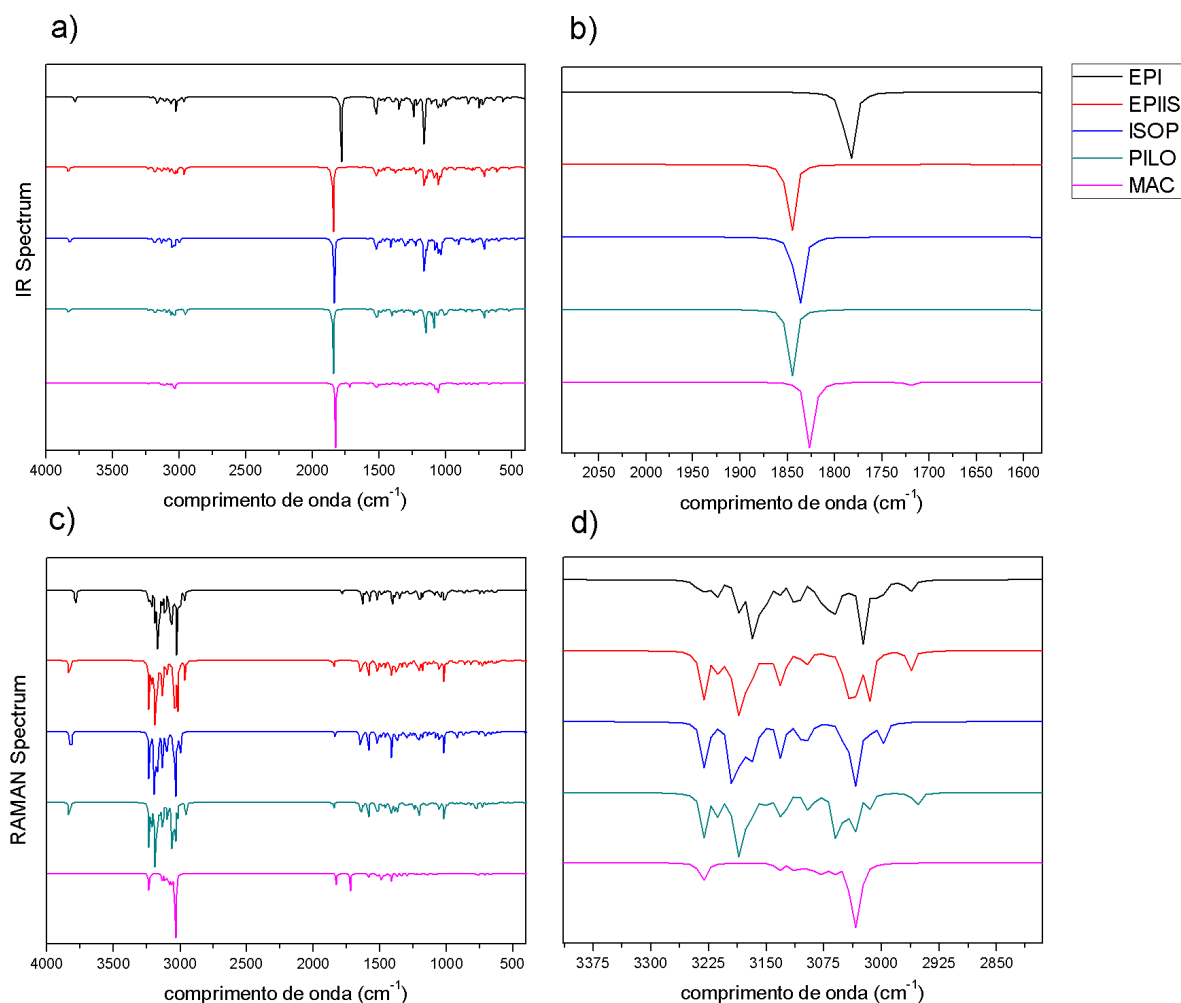 a)
b)
EPI
EPIIS
ISOP
PILO
MAC
IR Spectrum
4000 3500 3000 2500 2000 1500 1000 500
comprimento de onda (cm⁻¹)
2050 2000 1950 1900 1850 1800 1750 1700 1650 1600
comprimento de onda (cm⁻¹)
c)
d)
RAMAN Spectrum
4000 3500 3000 2500 2000 1500 1000 500
comprimento de onda (cm⁻¹)
3375 3300 3225 3150 3075 3000 2925 2850
comprimento de onda (cm⁻¹)